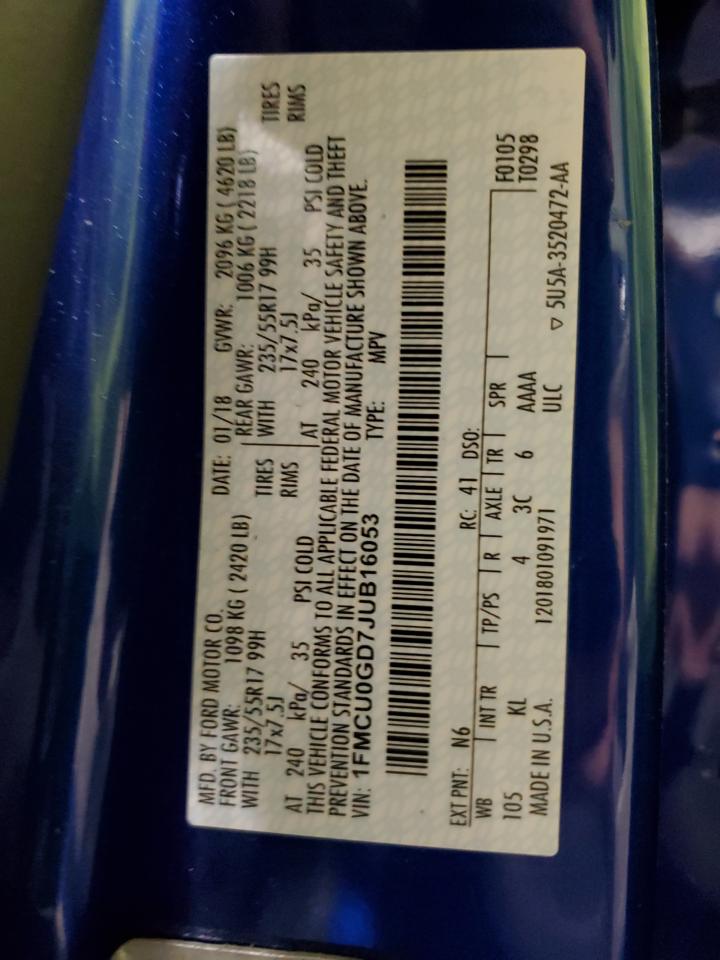 MFD. BY FORD MOTOR CO. DATE: 01/18 GVWR: 2096 KG ( 4620 LB)
FRONT GAWR: 1098 KG ( 2420 LB) REAR GAWR: 1006 KG ( 2218 LB)
WITH 235/55R17 99H TIRES WITH 235/55R17 99H TIRES
17x7.5J RIMS 17x7.5J RIMS
AT 240 kPa/ 35 PSI COLD AT 240 kPa/ 35 PSI COLD
THIS VEHICLE CONFORMS TO ALL APPLICABLE FEDERAL MOTOR VEHICLE SAFETY AND THEFT
PREVENTION STANDARDS IN EFFECT ON THE DATE OF MANUFACTURE SHOWN ABOVE.
VIN: 1FMCU0GD7JUB16053 TYPE: MPV
EXT PNT: N6 RC: 41 DSO:
WB INT TR TP/PS R AXLE TR SPR F0105
105 KL 4 3C 6 AAAA T0298
MADE IN U.S.A. 1201801091971 ULC
▽ 5U5A-3520472-AA